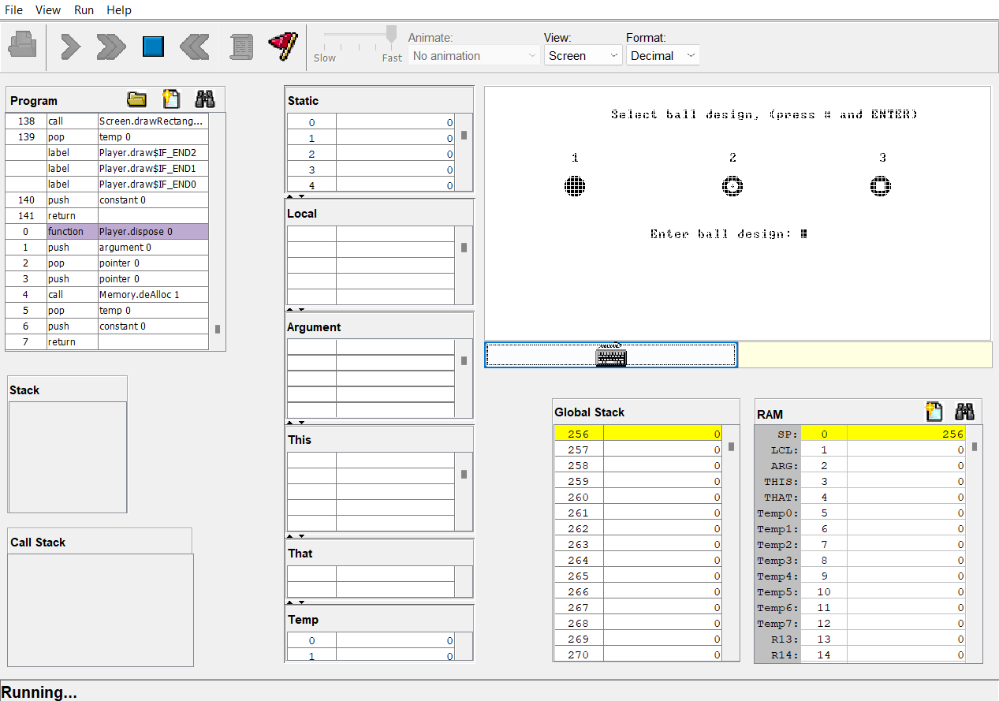 File View Run Help
Slow Fast
Animate:
No animation
View:
Screen
Format:
Decimal
Program
138 call Screen.drawRectang...
139 pop temp 0
label Player.draw$IF_END2
label Player.draw$IF_END1
label Player.draw$IF_END0
140 push constant 0
141 return
0 function Player.dispose 0
1 push argument 0
2 pop pointer 0
3 push pointer 0
4 call Memory.deAlloc 1
5 pop temp 0
6 push constant 0
7 return
Stack
Call Stack
Static
0 0
1 0
2 0
3 0
4 0
Local
Argument
This
That
Temp
0 0
1 0
Select ball design, (press # and ENTER)
1 2 3
Enter ball design:
Global Stack
256 0
257 0
258 0
259 0
260 0
261 0
262 0
263 0
264 0
265 0
266 0
267 0
268 0
269 0
270 0
RAM
SP: 0 256
LCL: 1 0
ARG: 2 0
THIS: 3 0
THAT: 4 0
Temp0: 5 0
Temp1: 6 0
Temp2: 7 0
Temp3: 8 0
Temp4: 9 0
Temp5: 10 0
Temp6: 11 0
Temp7: 12 0
R13: 13 0
R14: 14 0
Running...